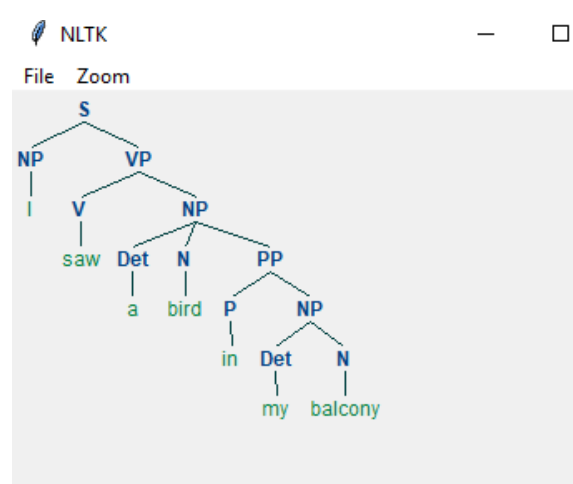 NLTK
File Zoom
S
NP VP
I V NP
saw Det N PP
a bird P NP
in Det N
my balcony